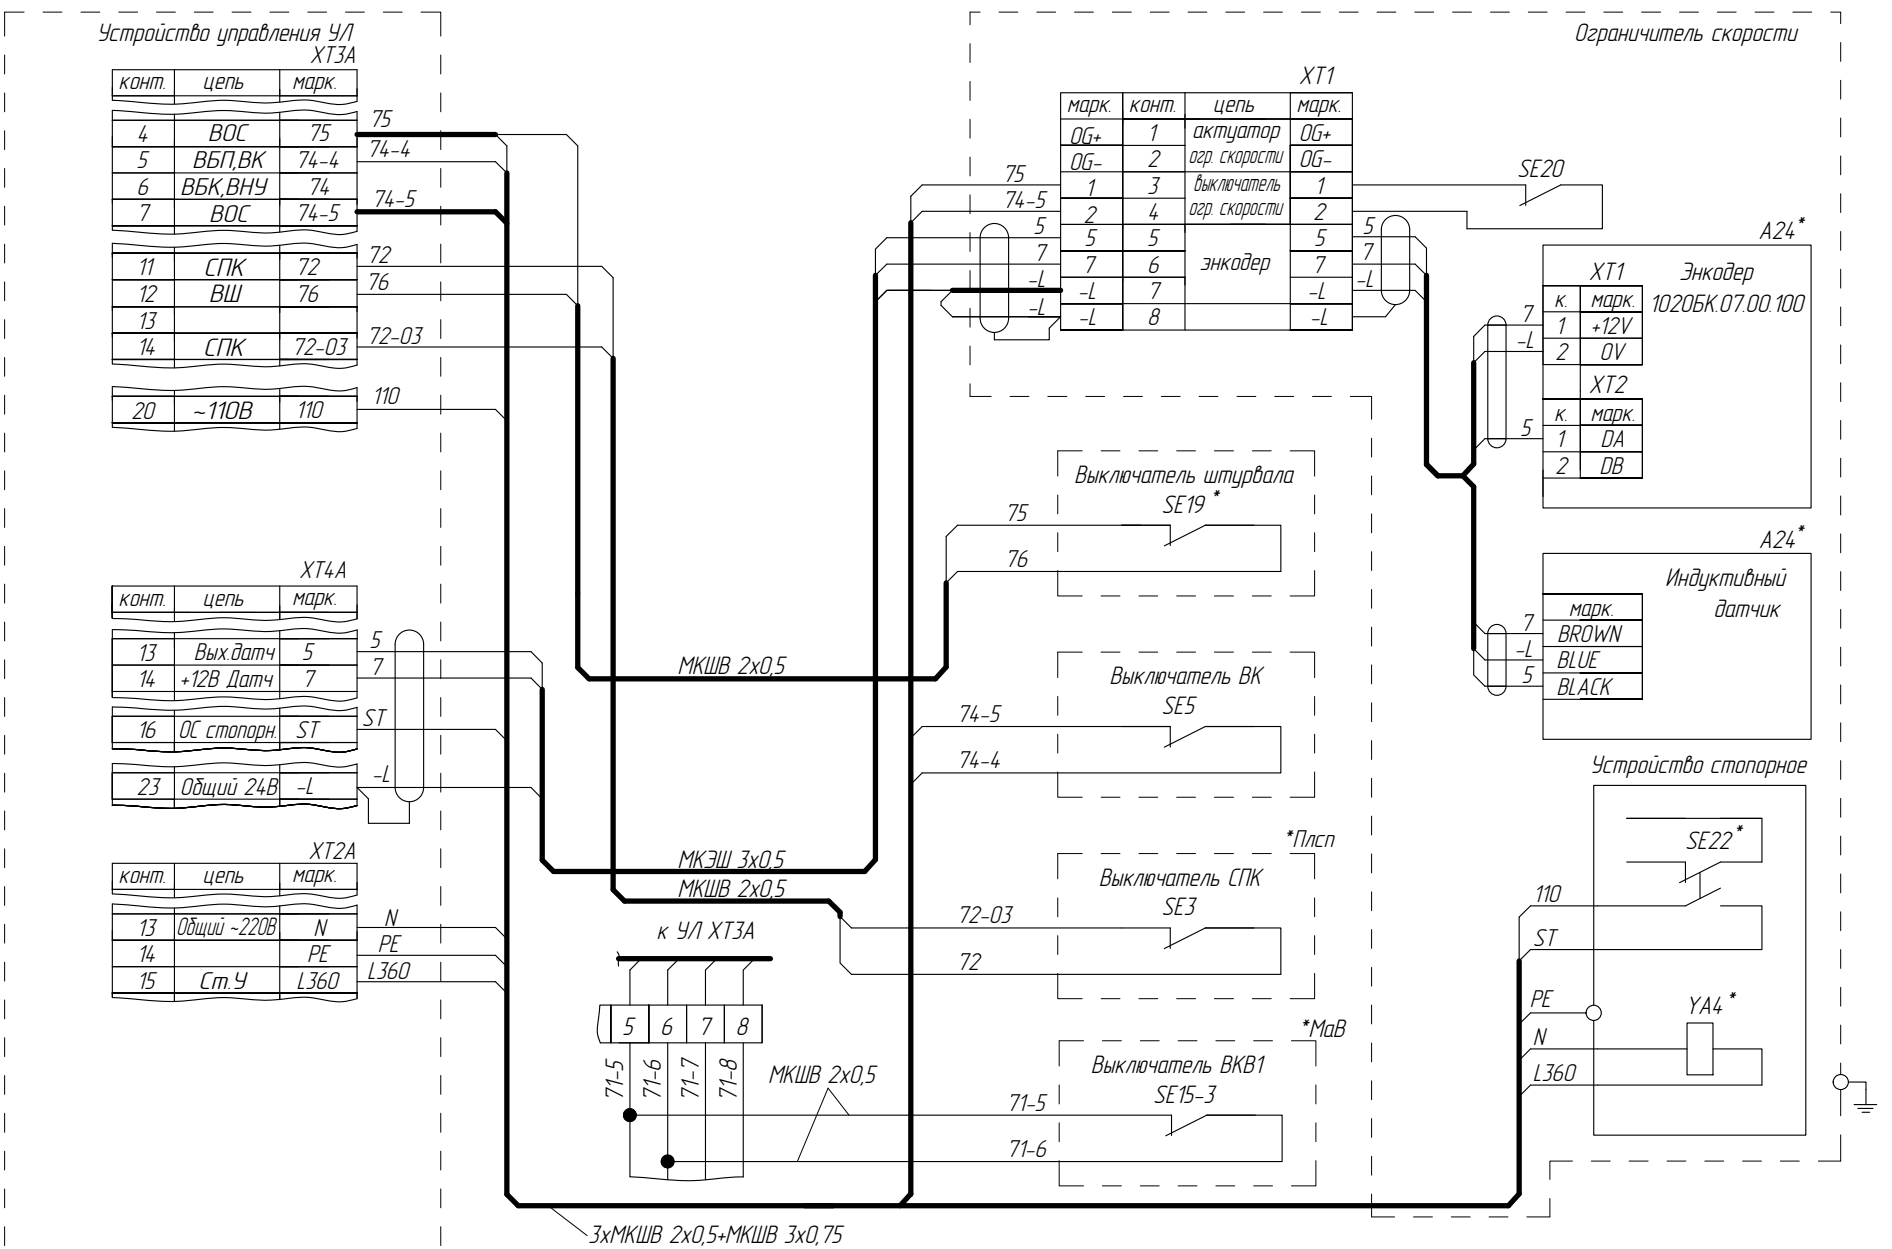 Устройство управления УЛ
ХТ3А
конт. цепь марк.
4 ВОС 75 75
5 ВБП,ВК 74-4 74-4
6 ВБК,ВНУ 74
7 ВОС 74-5 74-5
11 СПК 72 72
12 ВШ 76 76
13
14 СПК 72-03 72-03
20 ~110В 110 110
ХТ4А
конт. цепь марк.
13 Вых.датч 5 5
14 +12В Датч 7 7
16 ОС стопорн. ST ST
23 Общий 24В -L -L
ХТ2А
конт. цепь марк.
13 Общий ~220В N N
14 PE PE
15 Ст.У L360 L360
МКШВ 2х0,5
МКЭШ 3х0,5
МКШВ 2х0,5
к УЛ ХТ3А
5 6 7 8
71-5 71-6 71-7 71-8
МКШВ 2х0,5
3хМКШВ 2х0,5+МКШВ 3х0,75
Ограничитель скорости
ХТ1
марк. конт. цепь марк.
OG+ 1 актуатор OG+
OG- 2 огр. скорости OG-
75 1 3 выключатель 1
74-5 2 4 огр. скорости 2
5 5 5 5 5
7 7 6 энкодер 7 7
-L -L 7 -L -L
-L -L 8 -L
SE20
A24*
ХТ1 Энкодер
к. марк. 1020БК.07.00.100
7 1 +12V
-L 2 0V
ХТ2
к. марк.
5 1 DA
2 DB
Выключатель штурвала
SE19*
75
76
A24*
Индуктивный
датчик
марк.
7 BROWN
-L BLUE
5 BLACK
Выключатель ВК
SE5
74-5
74-4
*Плсп
Выключатель СПК
SE3
72-03
72
*МаВ
Выключатель ВКВ1
SE15-3
71-5
71-6
Устройство стопорное
SE22*
110
ST
PE
YA4*
N
L360